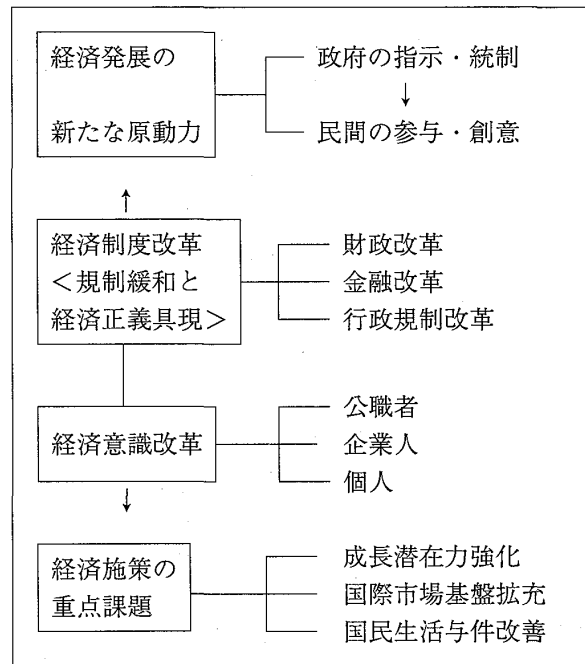 経済発展の
新たな原動力
政府の指示・統制
↓
民間の参与・創意
↑
経済制度改革
＜規制緩和と
経済正義具現＞
財政改革
金融改革
行政規制改革
経済意識改革
公職者
企業人
個人
↓
経済施策の
重点課題
成長潜在力強化
国際市場基盤拡充
国民生活与件改善